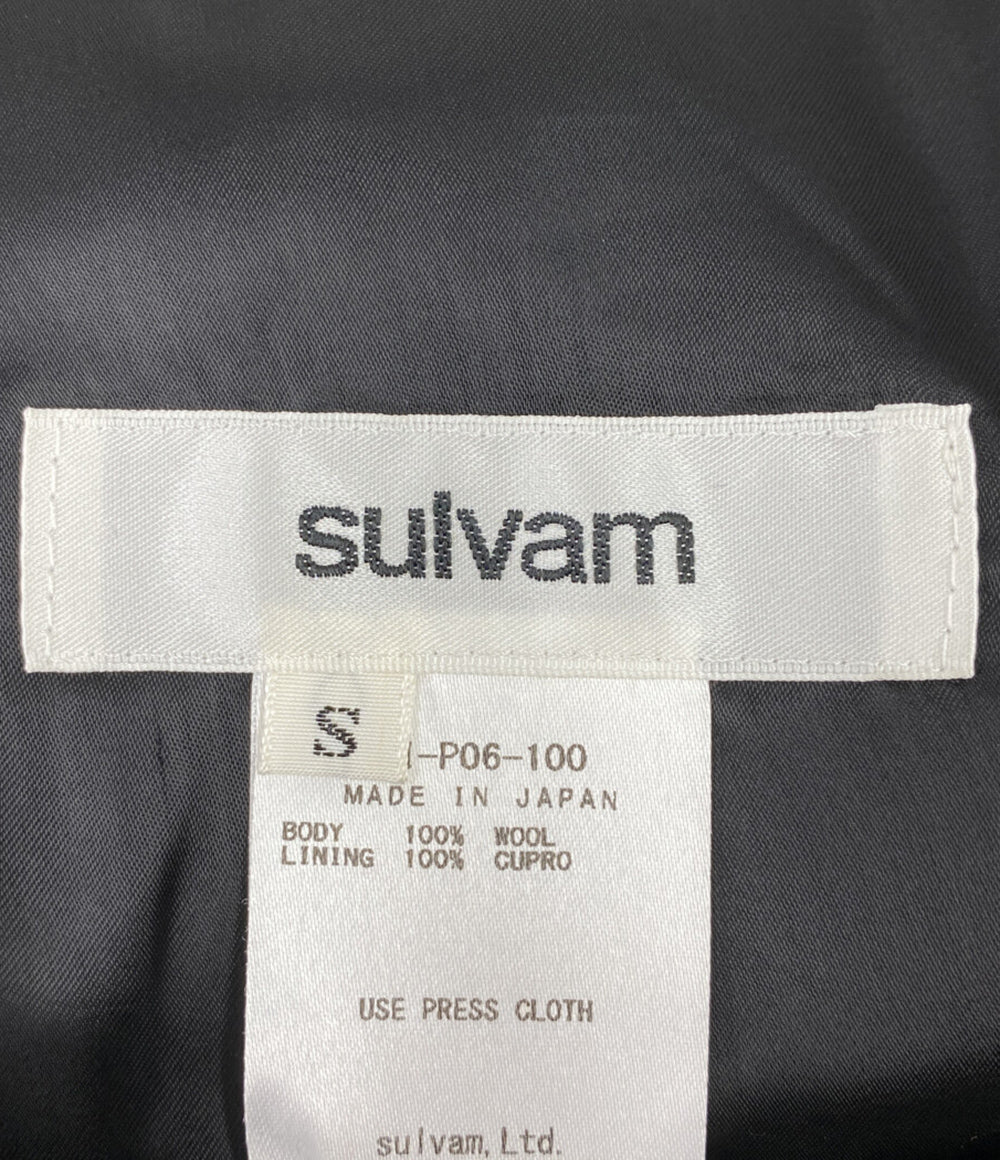 sulvam
S
-P06-100
MADE IN JAPAN
BODY 100% WOOL
LINING 100% CUPRO
USE PRESS CLOTH
sulvam, Ltd.